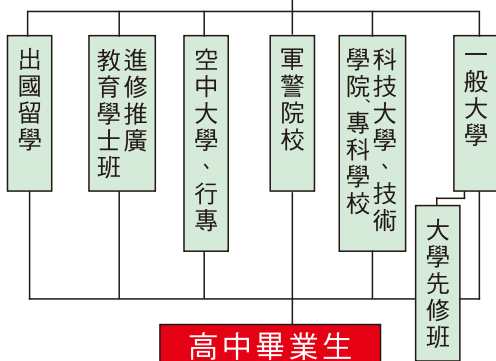 一般大學
科技大學、技術
學院、專科學校
軍警院校
空中大學、行專
進修推廣
教育學士班
出國留學
大學先修班
高中畢業生